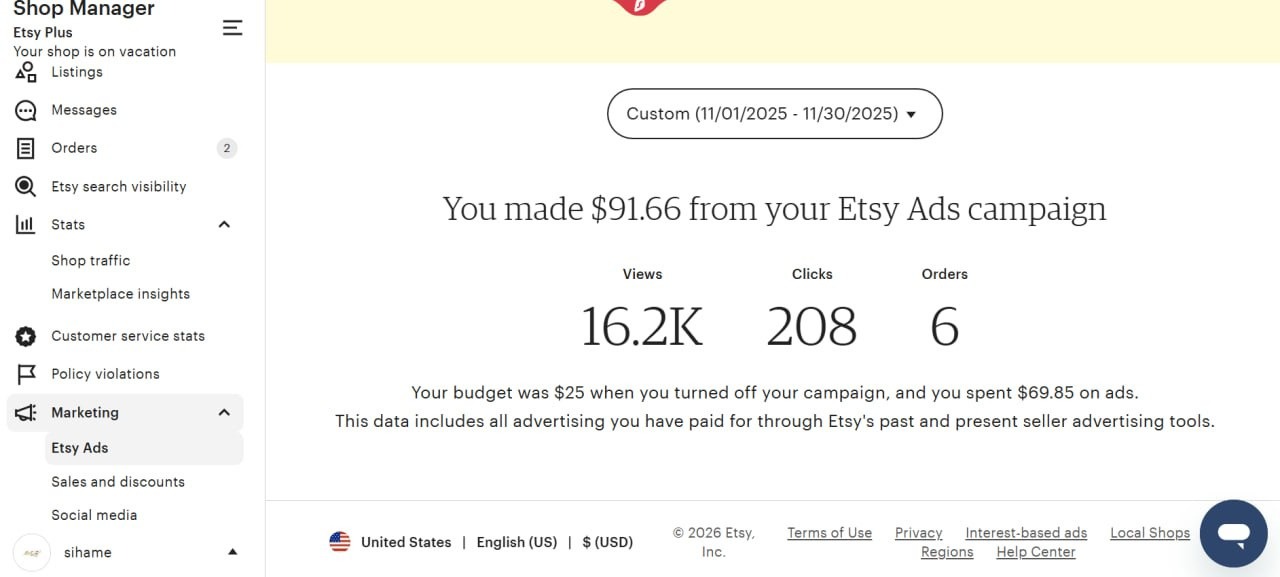 Shop Manager
Etsy Plus
Your shop is on vacation
Listings
Messages
Orders 2
Etsy search visibility
Stats
Shop traffic
Marketplace insights
Customer service stats
Policy violations
Marketing
Etsy Ads
Sales and discounts
Social media
sihame
Custom (11/01/2025 - 11/30/2025)
You made $91.66 from your Etsy Ads campaign
Views Clicks Orders
16.2K 208 6
Your budget was $25 when you turned off your campaign, and you spent $69.85 on ads.
This data includes all advertising you have paid for through Etsy's past and present seller advertising tools.
United States | English (US) | $ (USD)
© 2026 Etsy, Inc.
Terms of Use Privacy Interest-based ads Local Shops
Regions Help Center